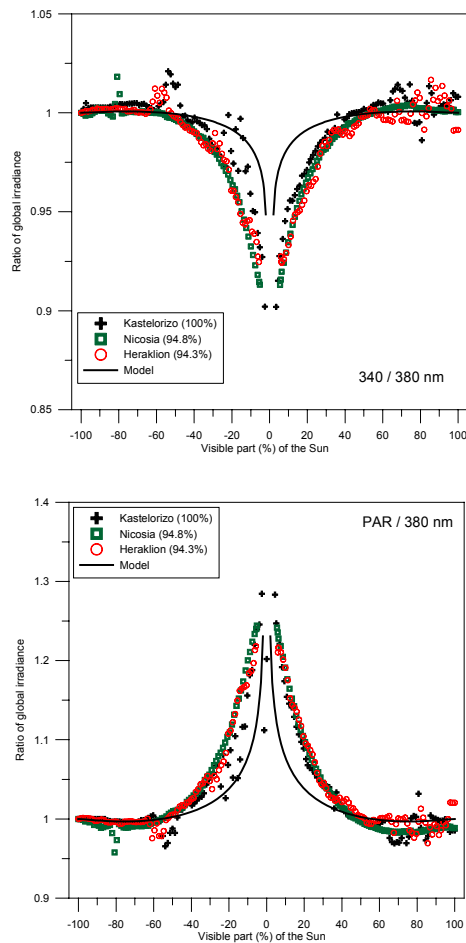 1.05
1
0.95
0.9
0.85
Ratio of global irradiance
Kastelorizo (100%)
Nicosia (94.8%)
Heraklion (94.3%)
Model
340 / 380 nm
-100 -80 -60 -40 -20 0 20 40 60 80 100
Visible part (%) of the Sun
1.4
1.3
1.2
1.1
1
0.9
Ratio of global irradiance
Kastelorizo (100%)
Nicosia (94.8%)
Heraklion (94.3%)
Model
PAR / 380 nm
-100 -80 -60 -40 -20 0 20 40 60 80 100
Visible part (%) of the Sun